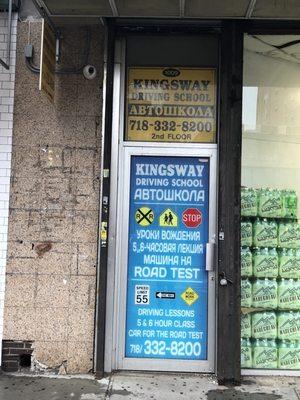 KINGSWAY
DRIVING SCHOOL
АВТОШКОЛА
718-332-8200
2nd FLOOR
KINGSWAY
DRIVING SCHOOL
АВТОШКОЛА
R R
STOP
УРОКИ ВОЖДЕНИЯ
5,6-ЧАСОВАЯ ЛЕКЦИЯ
МАШИНА НА
ROAD TEST
SPEED
LIMIT
55
DRIVING LESSONS
5 & 6 HOUR CLASS
CAR FOR THE ROAD TEST
718/ 332-8200